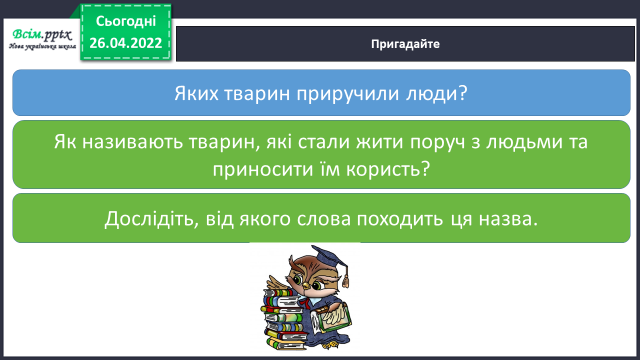 Всім.pptx
Нова українська школа
Сьогодні
26.04.2022
Пригадайте
Яких тварин приручили люди?
Як називають тварин, які стали жити поруч з людьми та
приносити їм користь?
Дослідіть, від якого слова походить ця назва.